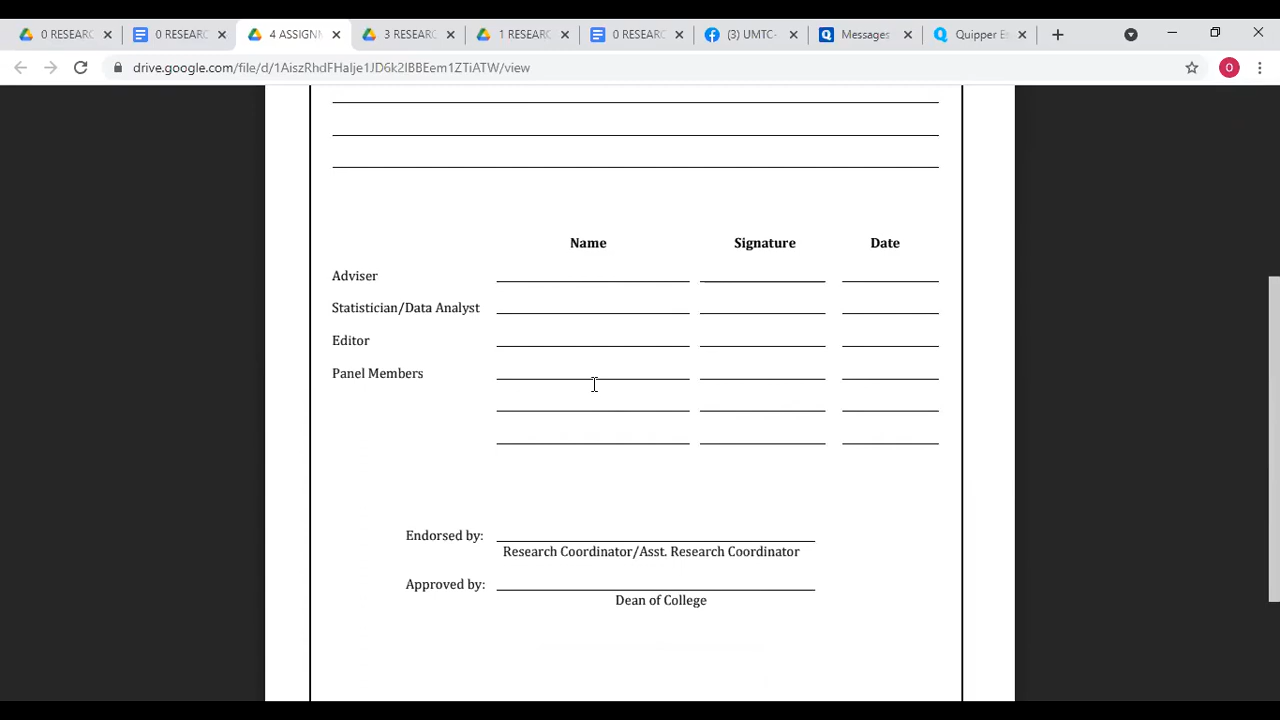 0 RESEARC
0 RESEARC
4 ASSIGNM
3 RESEARC
1 RESEARC
0 RESEARC
(3) UMTC-
Messages
Quipper E
drive.google.com/file/d/1AiszRhdFHalje1JD6k2IBBEem1ZTiATW/view
O
Name Signature Date
Adviser
Statistician/Data Analyst
Editor
Panel Members
Endorsed by:
Research Coordinator/Asst. Research Coordinator
Approved by:
Dean of College